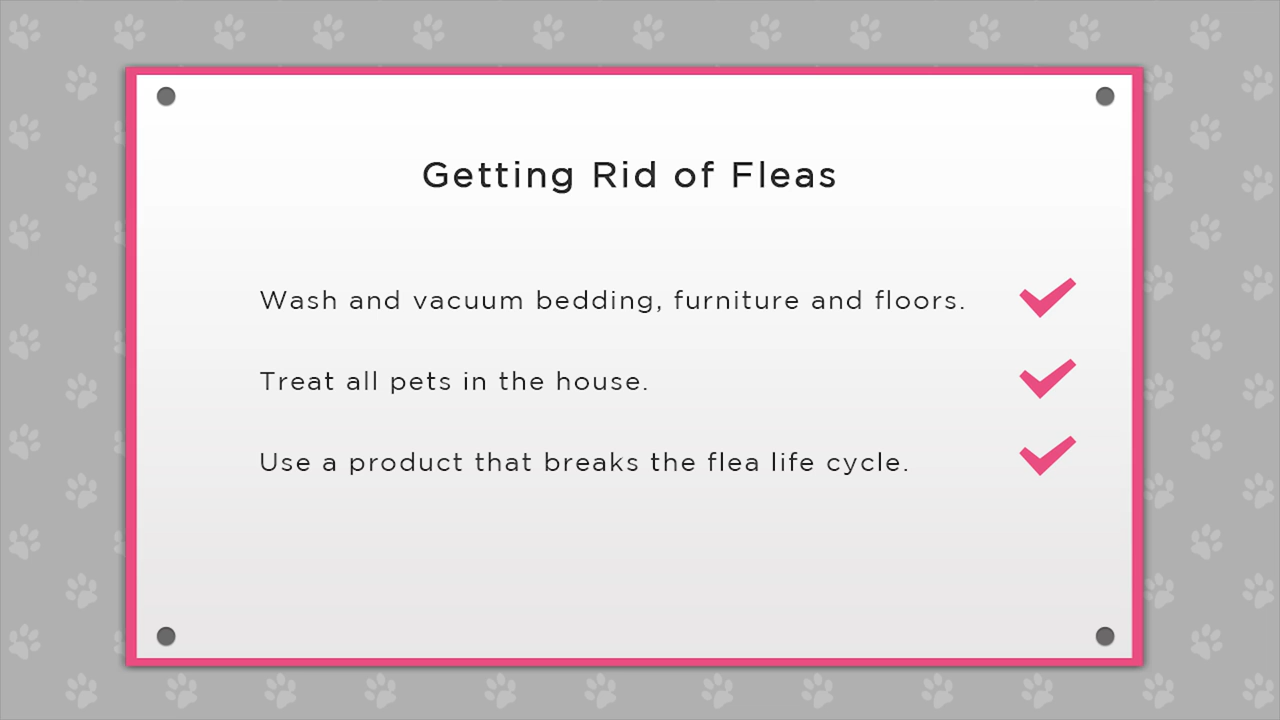 Getting Rid of Fleas
Wash and vacuum bedding, furniture and floors.
Treat all pets in the house.
Use a product that breaks the flea life cycle.